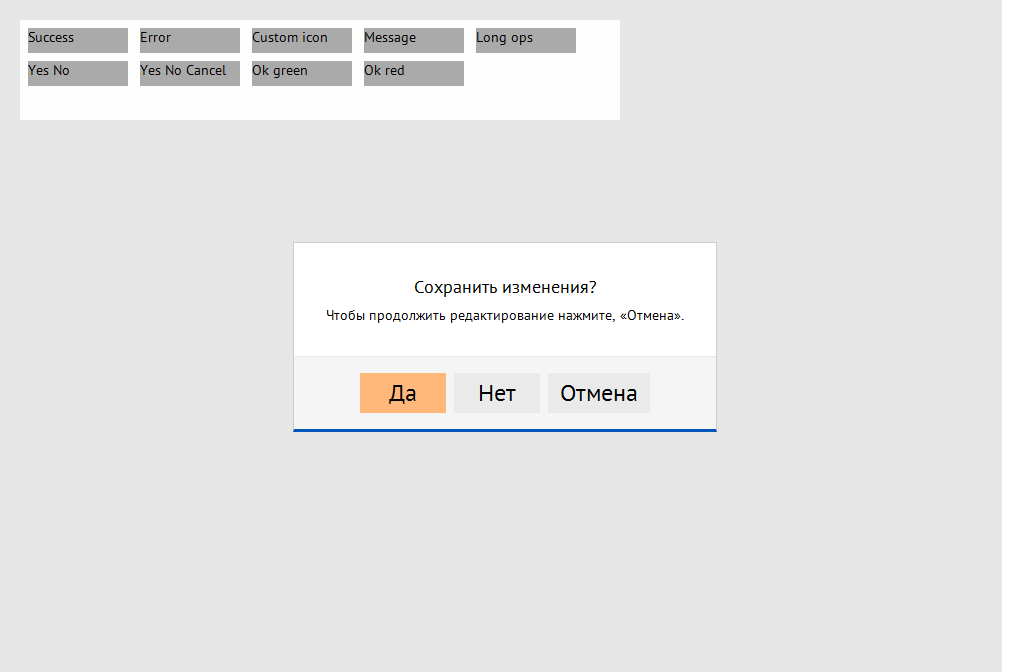 Success Error Custom icon Message Long ops
Yes No Yes No Cancel Ok green Ok red
Сохранить изменения?
Чтобы продолжить редактирование нажмите, «Отмена».
Да Нет Отмена